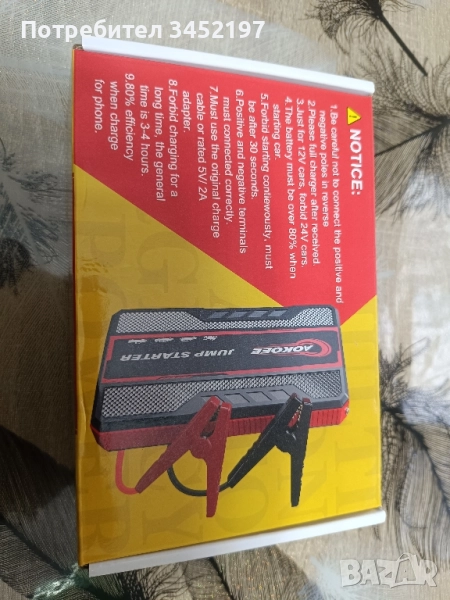 Потребител 3452197
NOTICE:
1.Be careful not to connect the positive and
negative poles in reverse
2.Please full charger after received.
3.Just for 12V cars, forbid 24V cars.
4.The battery must be over 80% when
starting car.
5.Forbid starting contiewously, must
be after 30 seconds.
6.Positive and negative terminals
must connected correctly.
7.Must use the original charge
cable or rated 5V/ 2A
adapter.
8.Forbid charging for a
long time, the general
time is 3-4 hours.
9.80% efficiency
when charge
for phone.
AOKOEE
JUMP STARTER
BAZAR